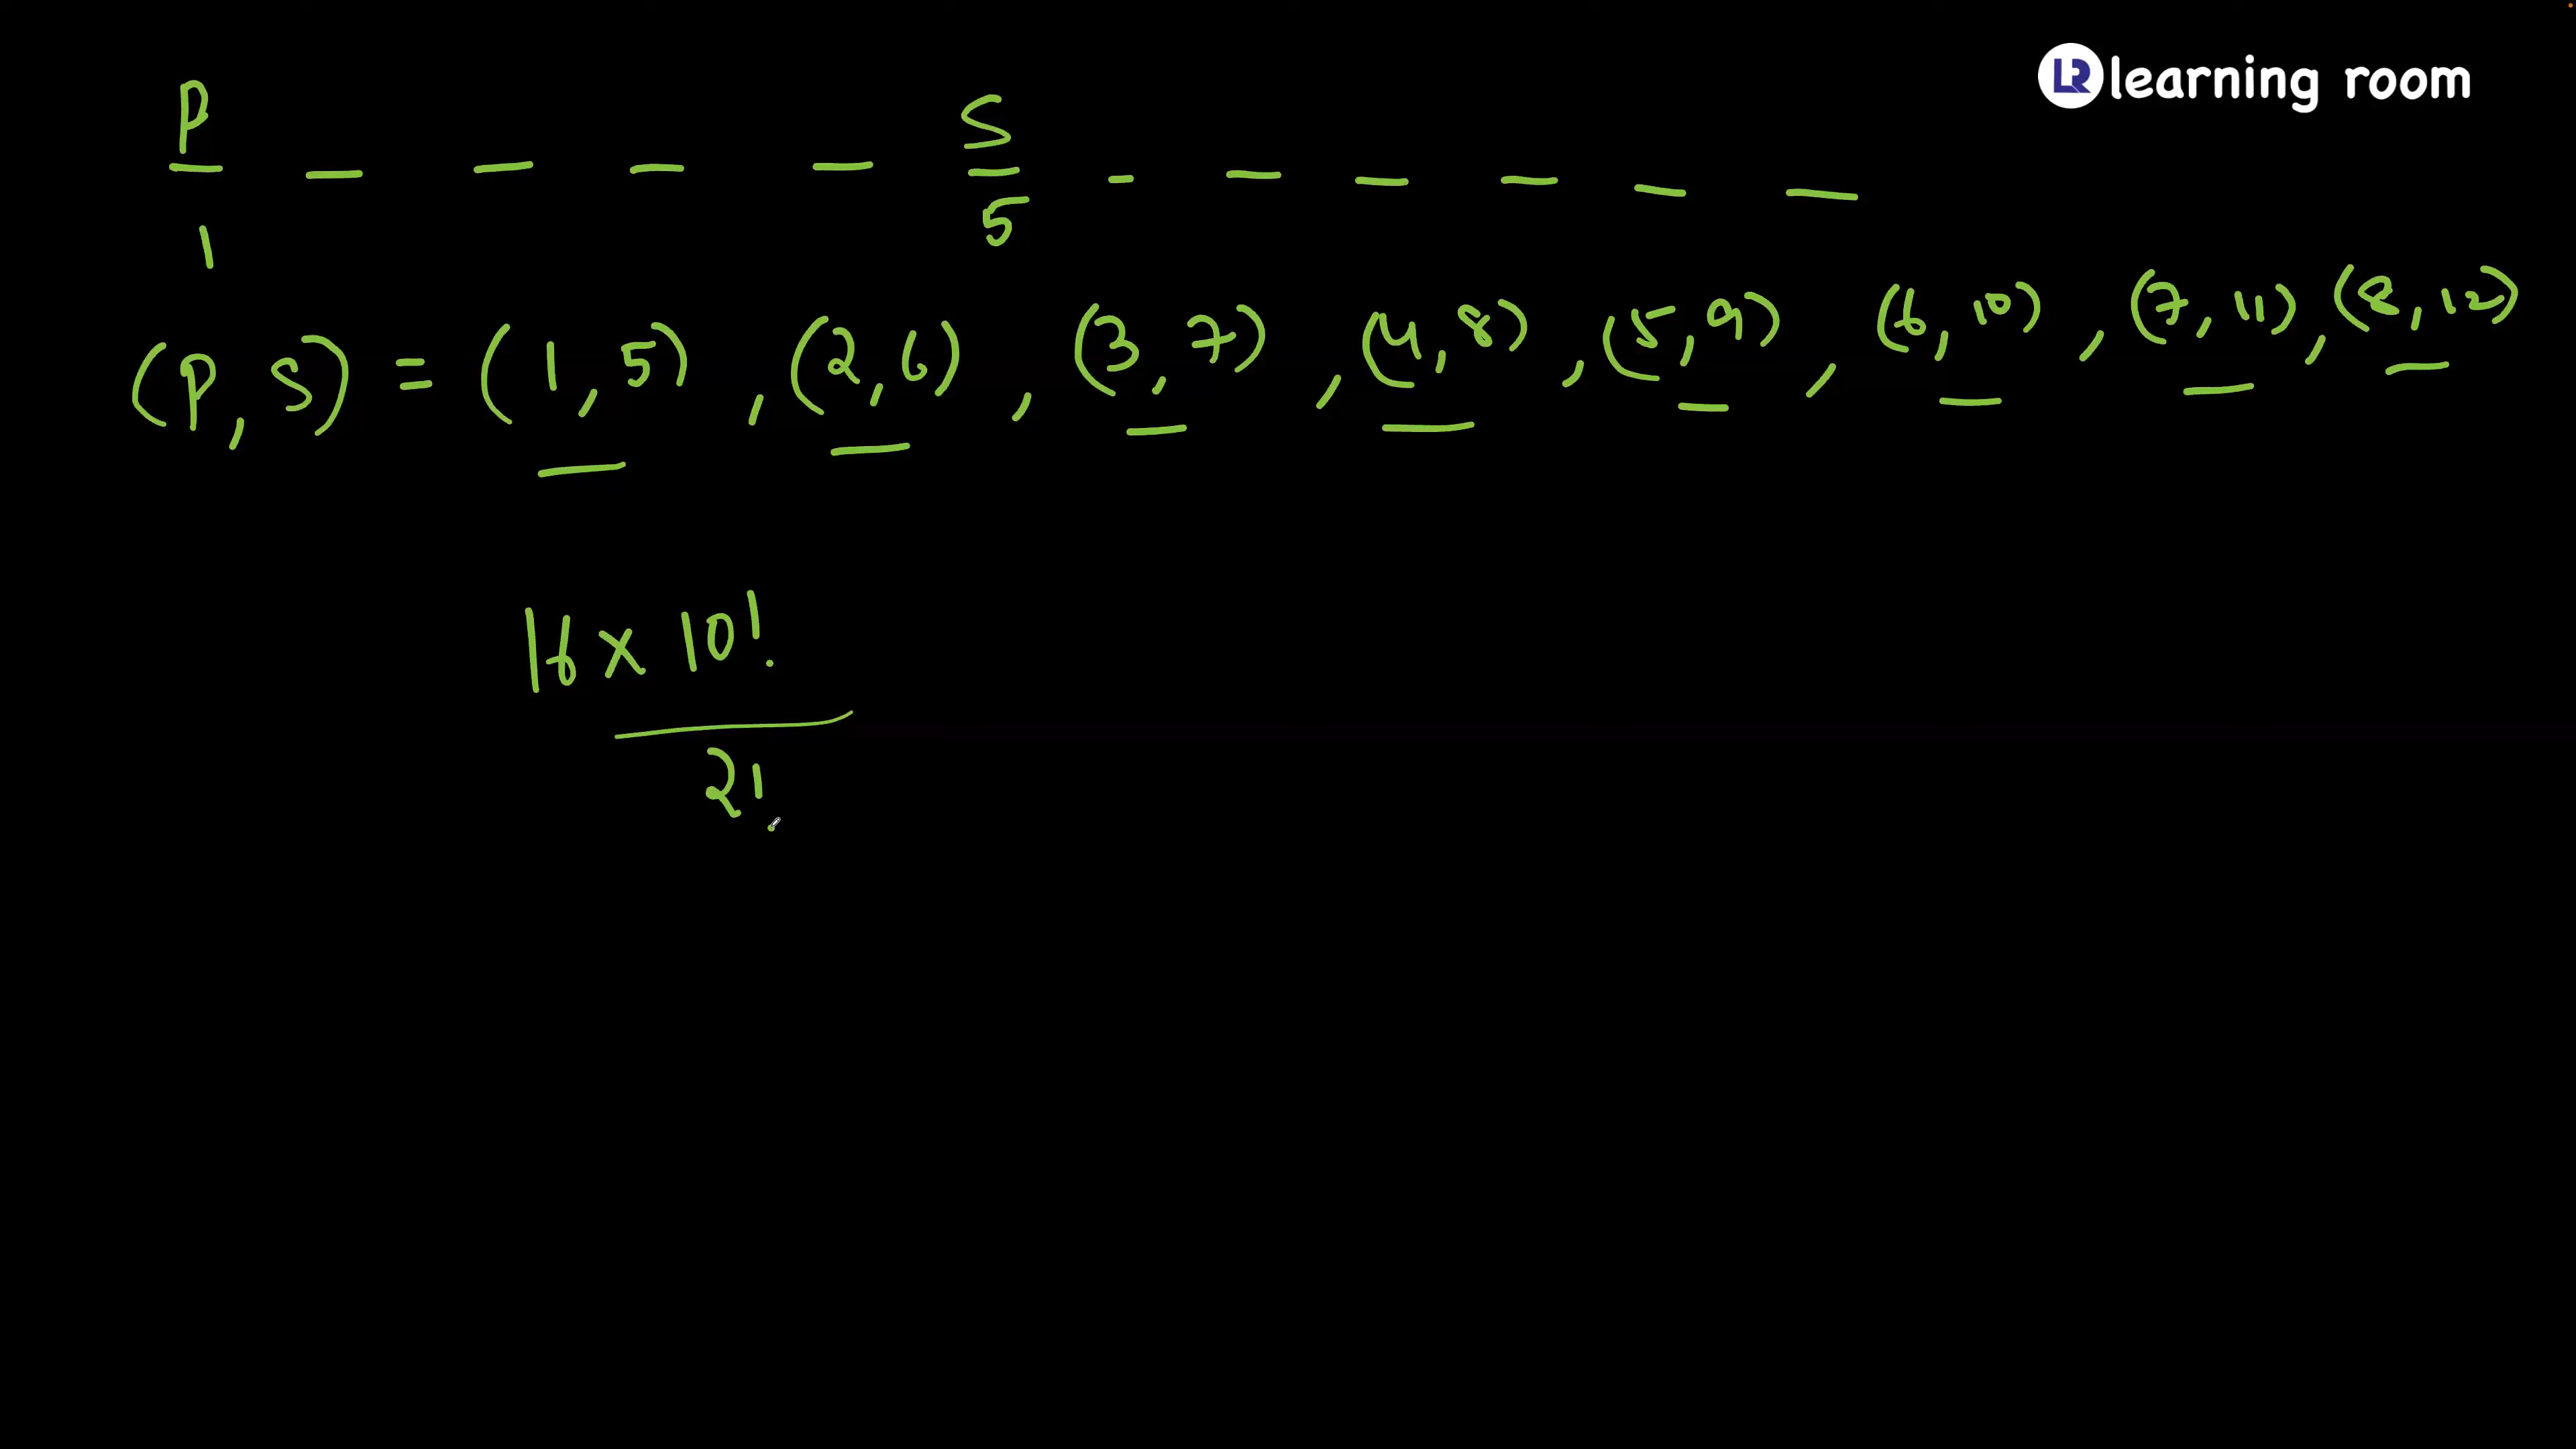 LR learning room
P S
1 5
(P, S) = (1, 5), (2, 6), (3, 7), (4, 8), (5, 9), (6, 10), (7, 11), (8, 12)
16 x 10!
2!